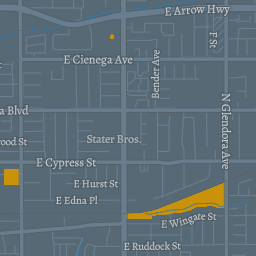 E Arrow Hwy
F St
E Cienega Ave
Bender Ave
a Blvd
N Glendora Ave
Stater Bros.
ood St
E Cypress St
E Hurst St
E Edna Pl
E Wingate St
E Ruddock St